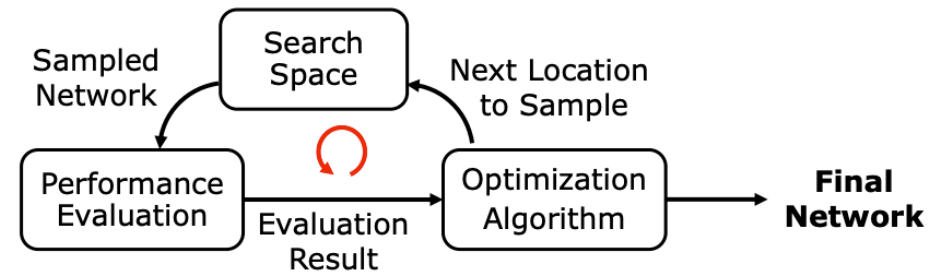 Search
Space
Sampled
Network
Next Location
to Sample
Performance
Evaluation
Evaluation
Result
Optimization
Algorithm
Final
Network